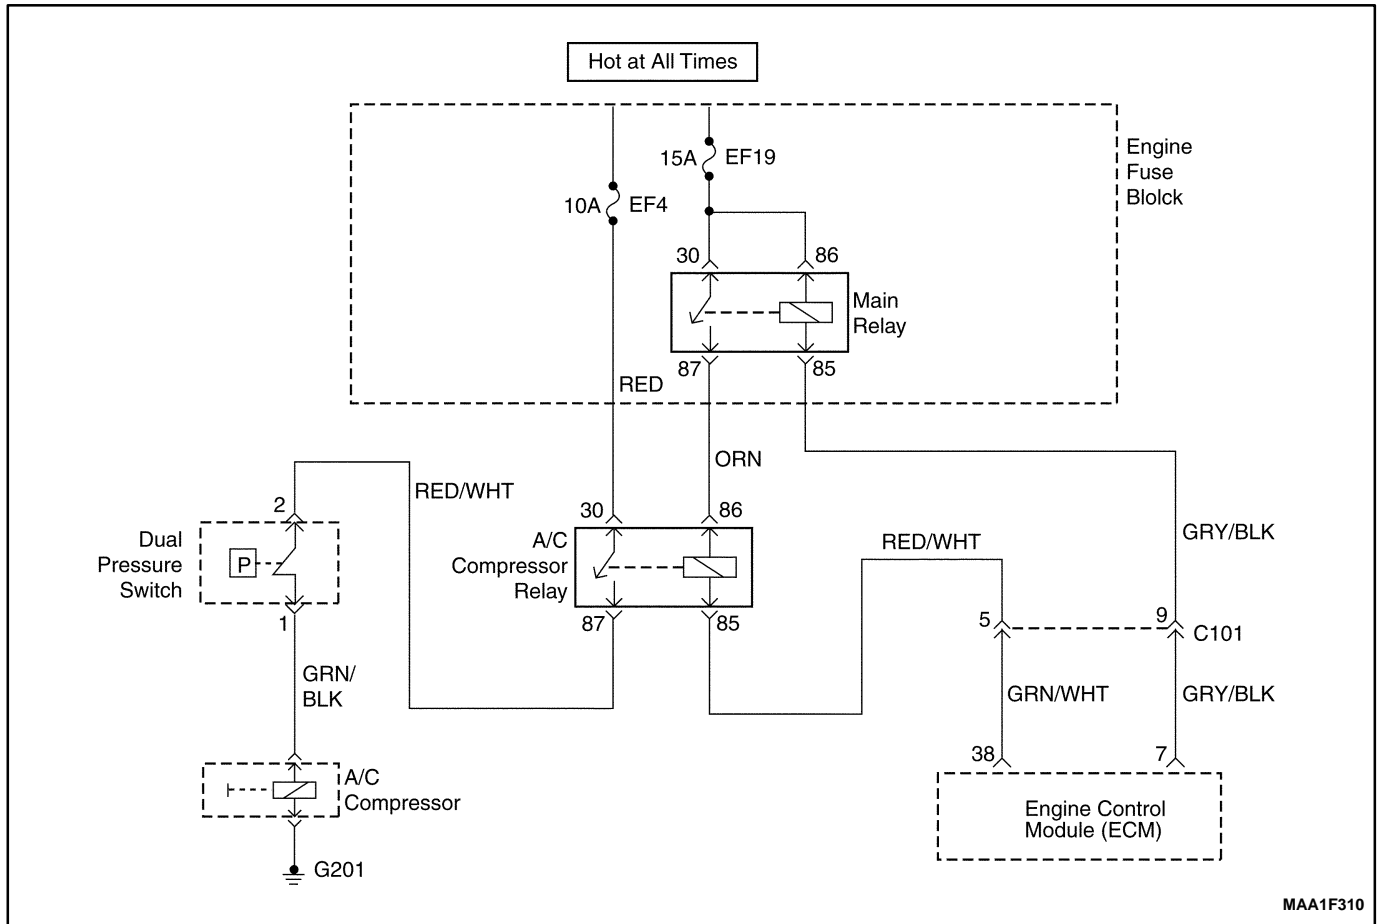 Hot at All Times
Engine
Fuse
Blolck
15A EF19
10A EF4
30 86
Main
Relay
87 85
RED
ORN
RED/WHT
2
30 86
Dual
Pressure
Switch
P
A/C
Compressor
Relay
RED/WHT
GRY/BLK
1
87 85
5 9
C101
GRN/
BLK
GRN/WHT
GRY/BLK
38 7
A/C
Compressor
Engine Control
Module (ECM)
G201
MAA1F310